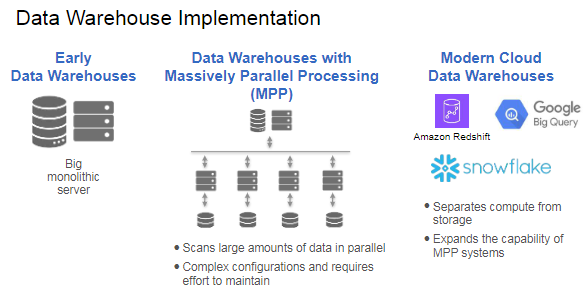 Data Warehouse Implementation
Early
Data Warehouses
Big
monolithic
server
Data Warehouses with
Massively Parallel Processing
(MPP)
• Scans large amounts of data in parallel
• Complex configurations and requires
effort to maintain
Modern Cloud
Data Warehouses
Amazon Redshift
Google
Big Query
snowflake
• Separates compute from
storage
• Expands the capability of
MPP systems